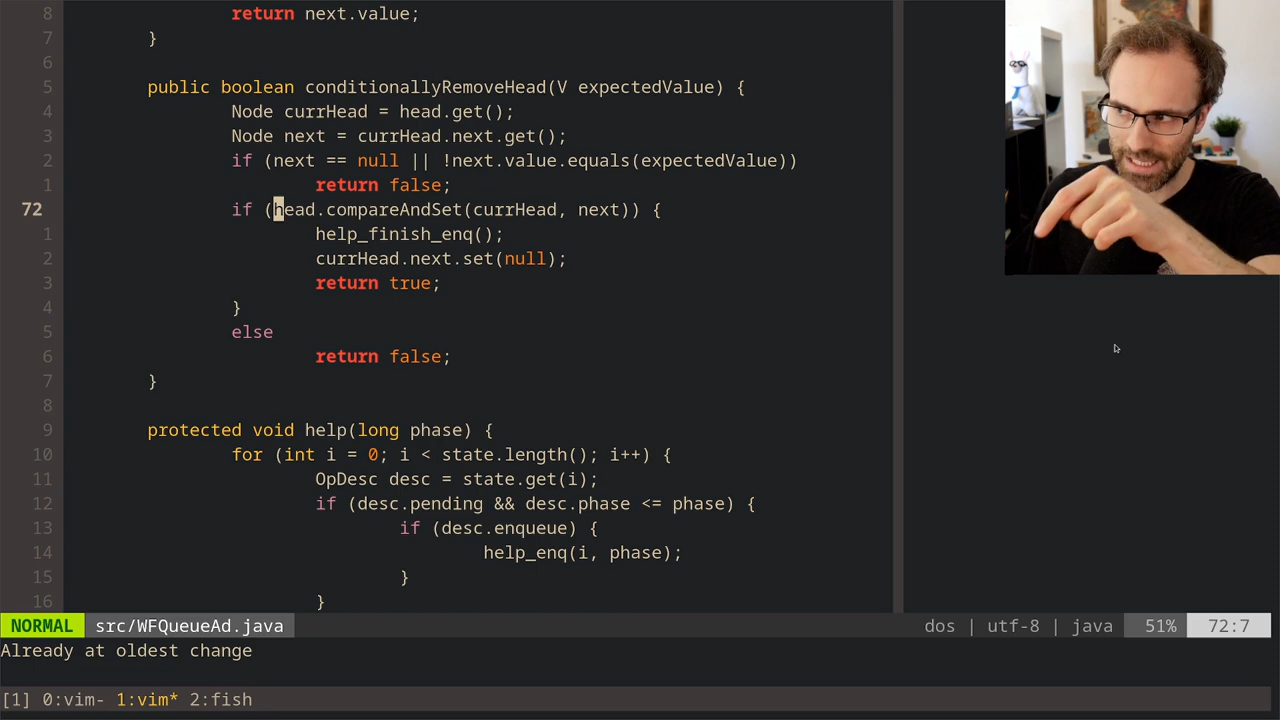 8 return next.value;
7 }
6
5 public boolean conditionallyRemoveHead(V expectedValue) {
4 Node currHead = head.get();
3 Node next = currHead.next.get();
2 if (next == null || !next.value.equals(expectedValue))
1 return false;
72 if (head.compareAndSet(currHead, next)) {
1 help_finish_enq();
2 currHead.next.set(null);
3 return true;
4 }
5 else
6 return false;
7 }
8
9 protected void help(long phase) {
10 for (int i = 0; i < state.length(); i++) {
11 OpDesc desc = state.get(i);
12 if (desc.pending && desc.phase <= phase) {
13 if (desc.enqueue) {
14 help_enq(i, phase);
15 }
16 }
NORMAL src/WFQueueAd.java dos | utf-8 | java 51% 72:7
Already at oldest change
[1] 0:vim- 1:vim* 2:fish